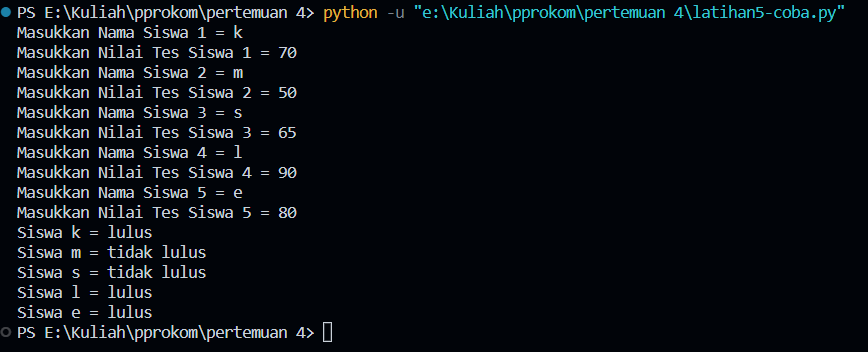 PS E:\Kuliah\pprokom\pertemuan 4> python -u "e:\Kuliah\pprokom\pertemuan 4\latihan5-coba.py"
Masukkan Nama Siswa 1 = k
Masukkan Nilai Tes Siswa 1 = 70
Masukkan Nama Siswa 2 = m
Masukkan Nilai Tes Siswa 2 = 50
Masukkan Nama Siswa 3 = s
Masukkan Nilai Tes Siswa 3 = 65
Masukkan Nama Siswa 4 = l
Masukkan Nilai Tes Siswa 4 = 90
Masukkan Nama Siswa 5 = e
Masukkan Nilai Tes Siswa 5 = 80
Siswa k = lulus
Siswa m = tidak lulus
Siswa s = tidak lulus
Siswa l = lulus
Siswa e = lulus
PS E:\Kuliah\pprokom\pertemuan 4>